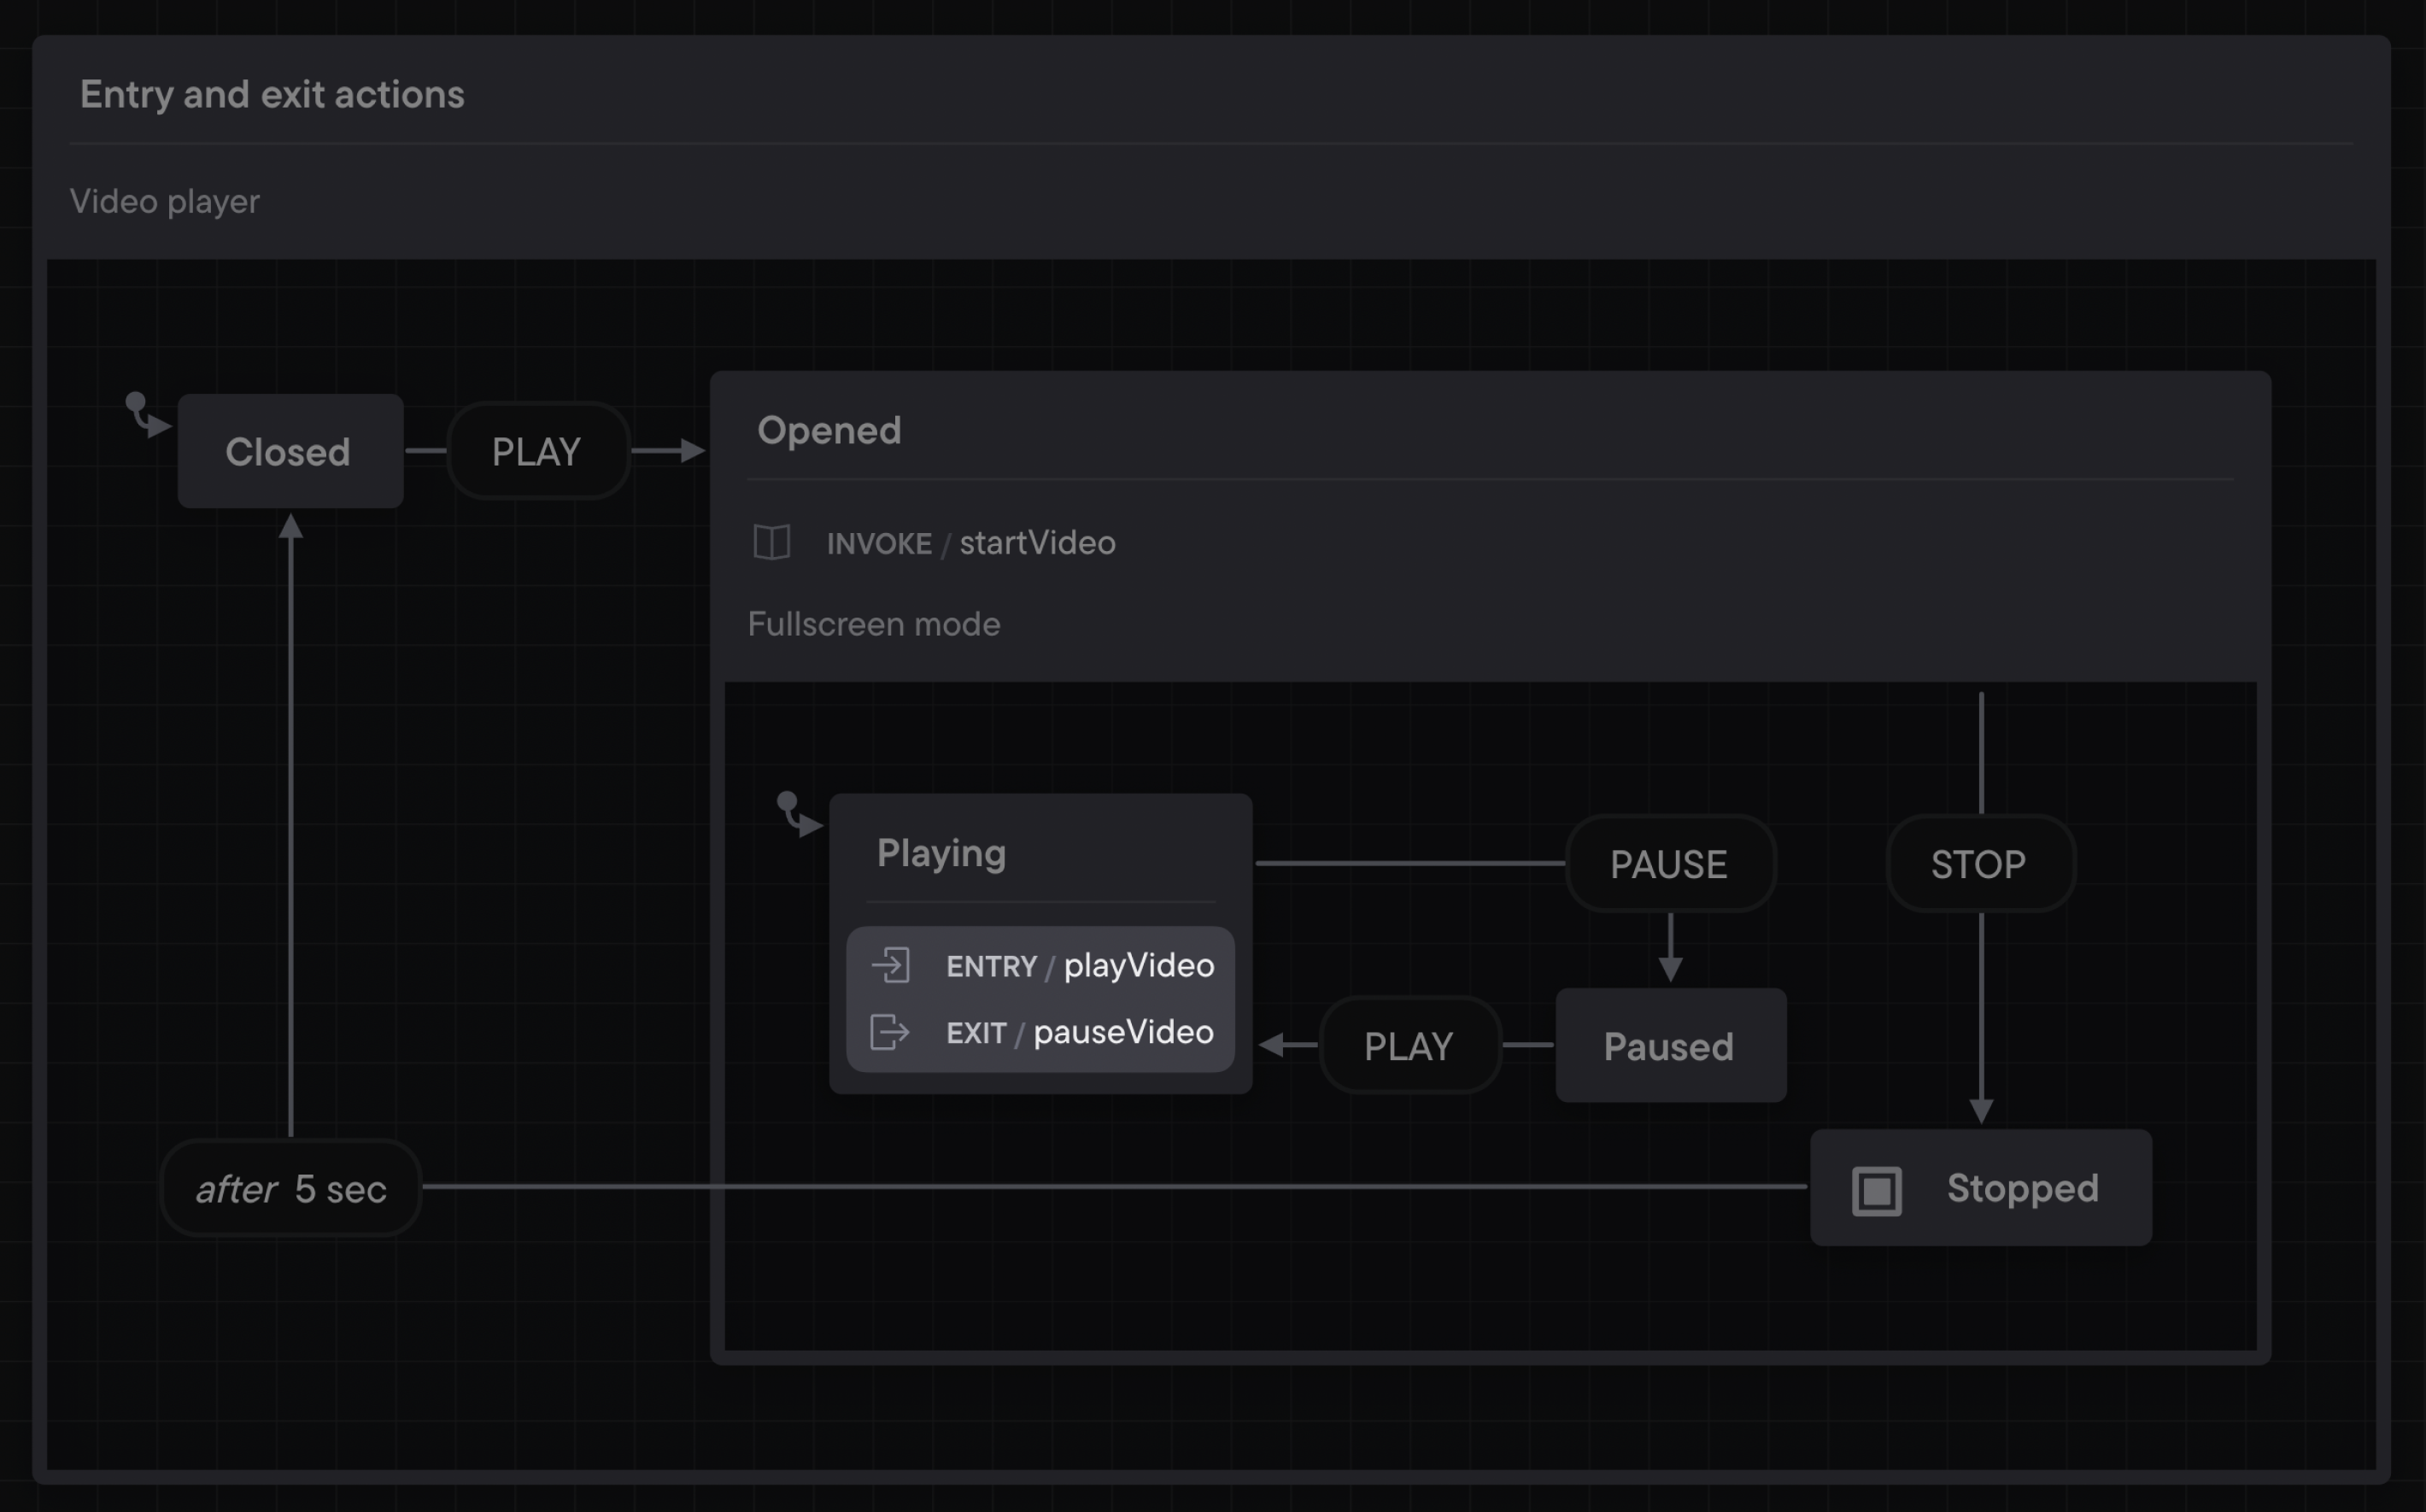 Entry and exit actions
Video player
Closed
PLAY
Opened
INVOKE / startVideo
Fullscreen mode
Playing
ENTRY / playVideo
EXIT / pauseVideo
PAUSE
STOP
PLAY
Paused
after 5 sec
Stopped